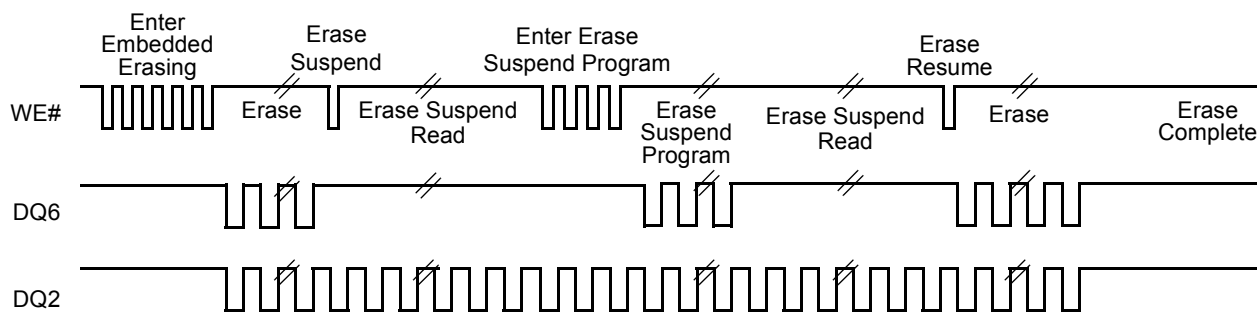 Enter
Embedded
Erasing
Erase
Suspend
Enter Erase
Suspend Program
Erase
Resume
WE#
Erase
Erase Suspend
Read
Erase
Suspend
Program
Erase Suspend
Read
Erase
Erase
Complete
DQ6
DQ2